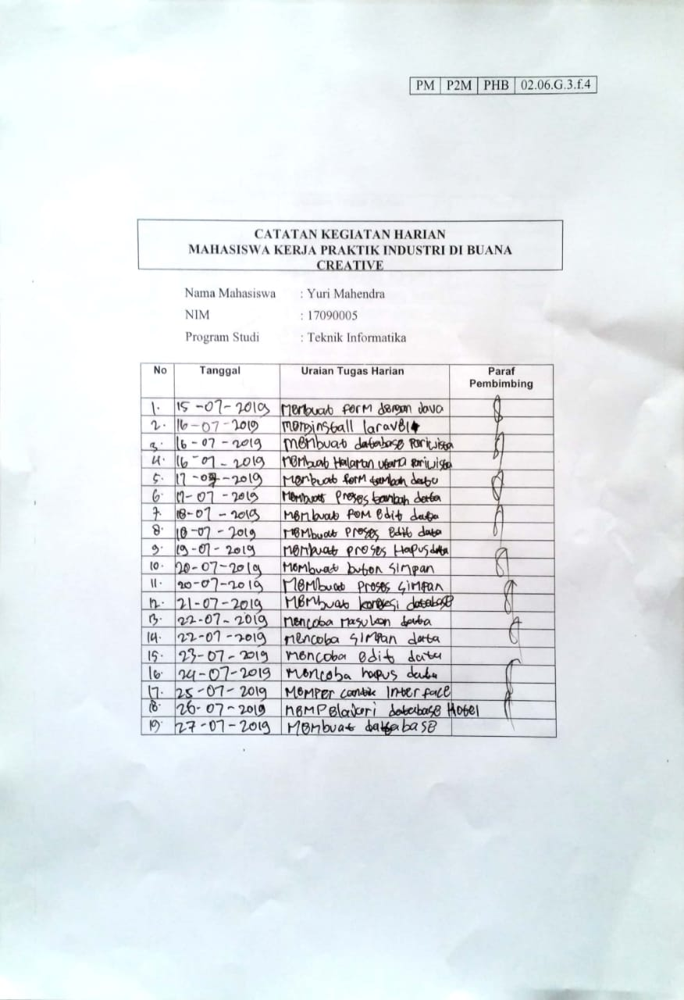 PM P2M PHB 02.06.G.3.f.4
CATATAN KEGIATAN HARIAN
MAHASISWA KERJA PRAKTIK INDUSTRI DI BUANA
CREATIVE
Nama Mahasiswa : Yuri Mahendra
NIM : 17090005
Program Studi : Teknik Informatika
No Tanggal Uraian Tugas Harian Paraf Pembimbing
1. 15-07-2019 Membuat form dengan Java
2. 16-07-2019 menginstall laravel
3. 16-07-2019 membuat database Pariwista
4. 16-07-2019 Membuat Halaman utama Pariwista
5. 17-07-2019 Membuat form tambah data
6. 17-07-2019 Membuat Proses tambah data
7. 18-07-2019 Membuat fom edit data
8. 18-07-2019 Membuat Proses edit data
9. 19-07-2019 membuat proses Hapus data
10. 20-07-2019 Membuat buton simpan
11. 20-07-2019 Membuat Proses simpan
12. 21-07-2019 Membuat koneksi database
13. 22-07-2019 Mencoba Masukan data
14. 22-07-2019 Mencoba simpan data
15. 23-07-2019 Mencoba edit data
16. 24-07-2019 Mencoba hapus data
17. 25-07-2019 Memper cantik Interface
18. 26-07-2019 Mempelajari database Hotel
19. 27-07-2019 Membuat database